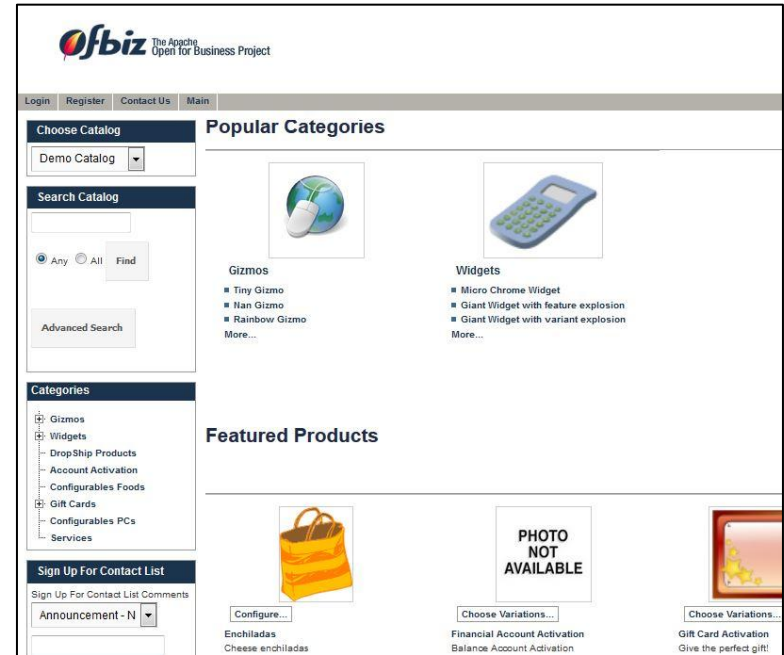 Ofbiz The Apache
Open for Business Project
Login Register Contact Us Main
Choose Catalog
Demo Catalog
Search Catalog
Any All Find
Advanced Search
Categories
Gizmos
Widgets
DropShip Products
Account Activation
Configurables Foods
Gift Cards
Configurables PCs
Services
Sign Up For Contact List
Sign Up For Contact List Comments
Announcement - N
Popular Categories
Gizmos
Tiny Gizmo
Nan Gizmo
Rainbow Gizmo
More...
Widgets
Micro Chrome Widget
Giant Widget with feature explosion
Giant Widget with variant explosion
More...
Featured Products
Configure...
Enchiladas
Cheese enchiladas
PHOTO
NOT
AVAILABLE
Choose Variations...
Financial Account Activation
Balance Account Activation
Choose Variations...
Gift Card Activation
Give the perfect gift!